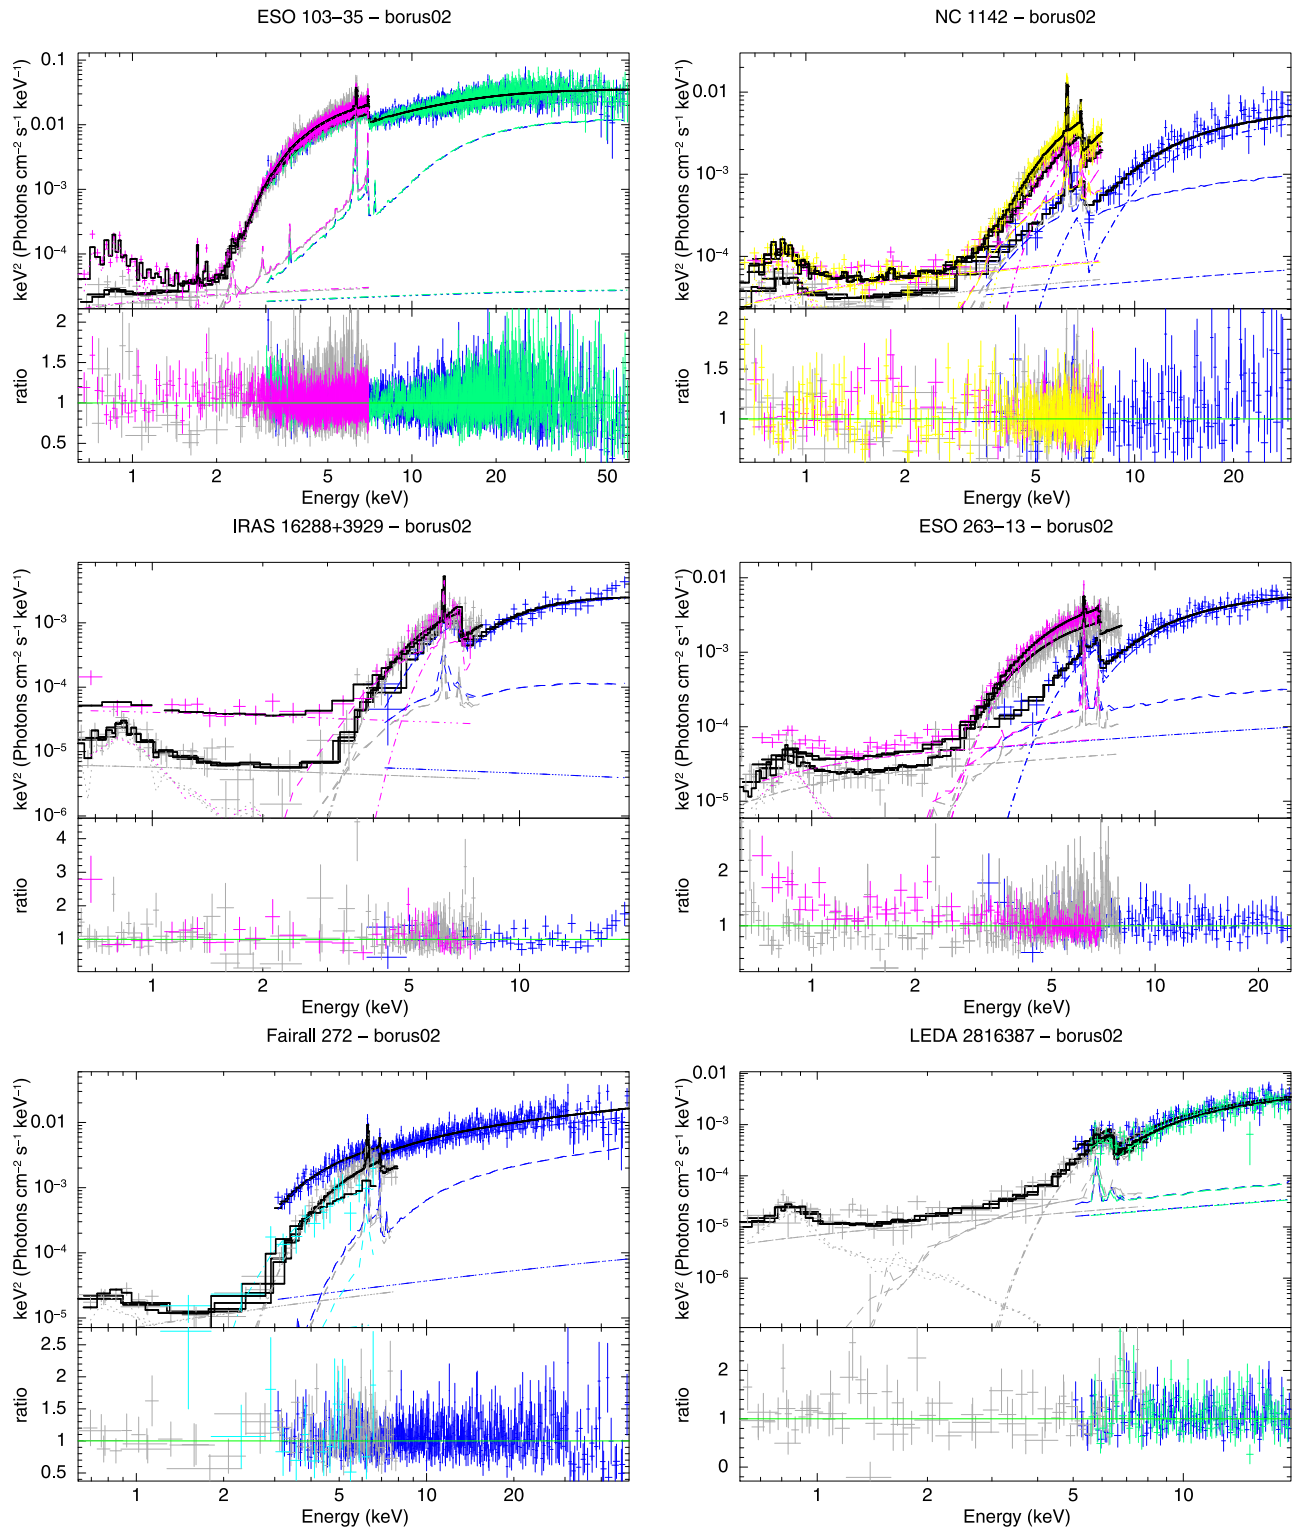 ESO 103–35 – borus02
keV² (Photons cm⁻² s⁻¹ keV⁻¹)
0.1
0.01
10⁻³
10⁻⁴
ratio
2
1.5
1
0.5
1 2 5 10 20 50
Energy (keV)
NC 1142 – borus02
keV² (Photons cm⁻² s⁻¹ keV⁻¹)
0.01
10⁻³
10⁻⁴
ratio
2
1.5
1
1 2 5 10 20
Energy (keV)
IRAS 16288+3929 – borus02
keV² (Photons cm⁻² s⁻¹ keV⁻¹)
10⁻³
10⁻⁴
10⁻⁵
10⁻⁶
ratio
4
3
2
1
1 2 5 10
Energy (keV)
ESO 263–13 – borus02
keV² (Photons cm⁻² s⁻¹ keV⁻¹)
0.01
10⁻³
10⁻⁴
10⁻⁵
ratio
2
1
1 2 5 10 20
Energy (keV)
Fairall 272 – borus02
keV² (Photons cm⁻² s⁻¹ keV⁻¹)
0.01
10⁻³
10⁻⁴
10⁻⁵
ratio
2.5
2
1.5
1
0.5
1 2 5 10 20
Energy (keV)
LEDA 2816387 – borus02
keV² (Photons cm⁻² s⁻¹ keV⁻¹)
0.01
10⁻³
10⁻⁴
10⁻⁵
10⁻⁶
ratio
2
1
0
1 2 5 10
Energy (keV)